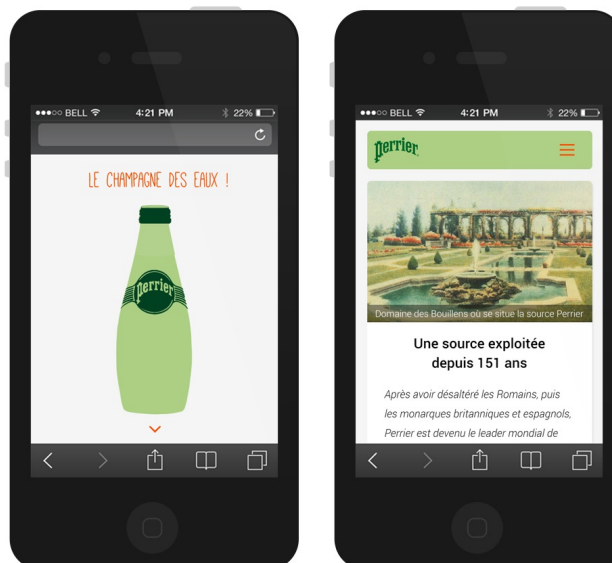 BELL 4:21 PM 22%
LE CHAMPAGNE DES EAUX !
Perrier
BELL 4:21 PM 22%
Perrier
Domaine des Bouillens où se situe la source Perrier
Une source exploitée
depuis 151 ans
Après avoir désaltéré les Romains, puis
les monarques britanniques et espagnols,
Perrier est devenu le leader mondial de